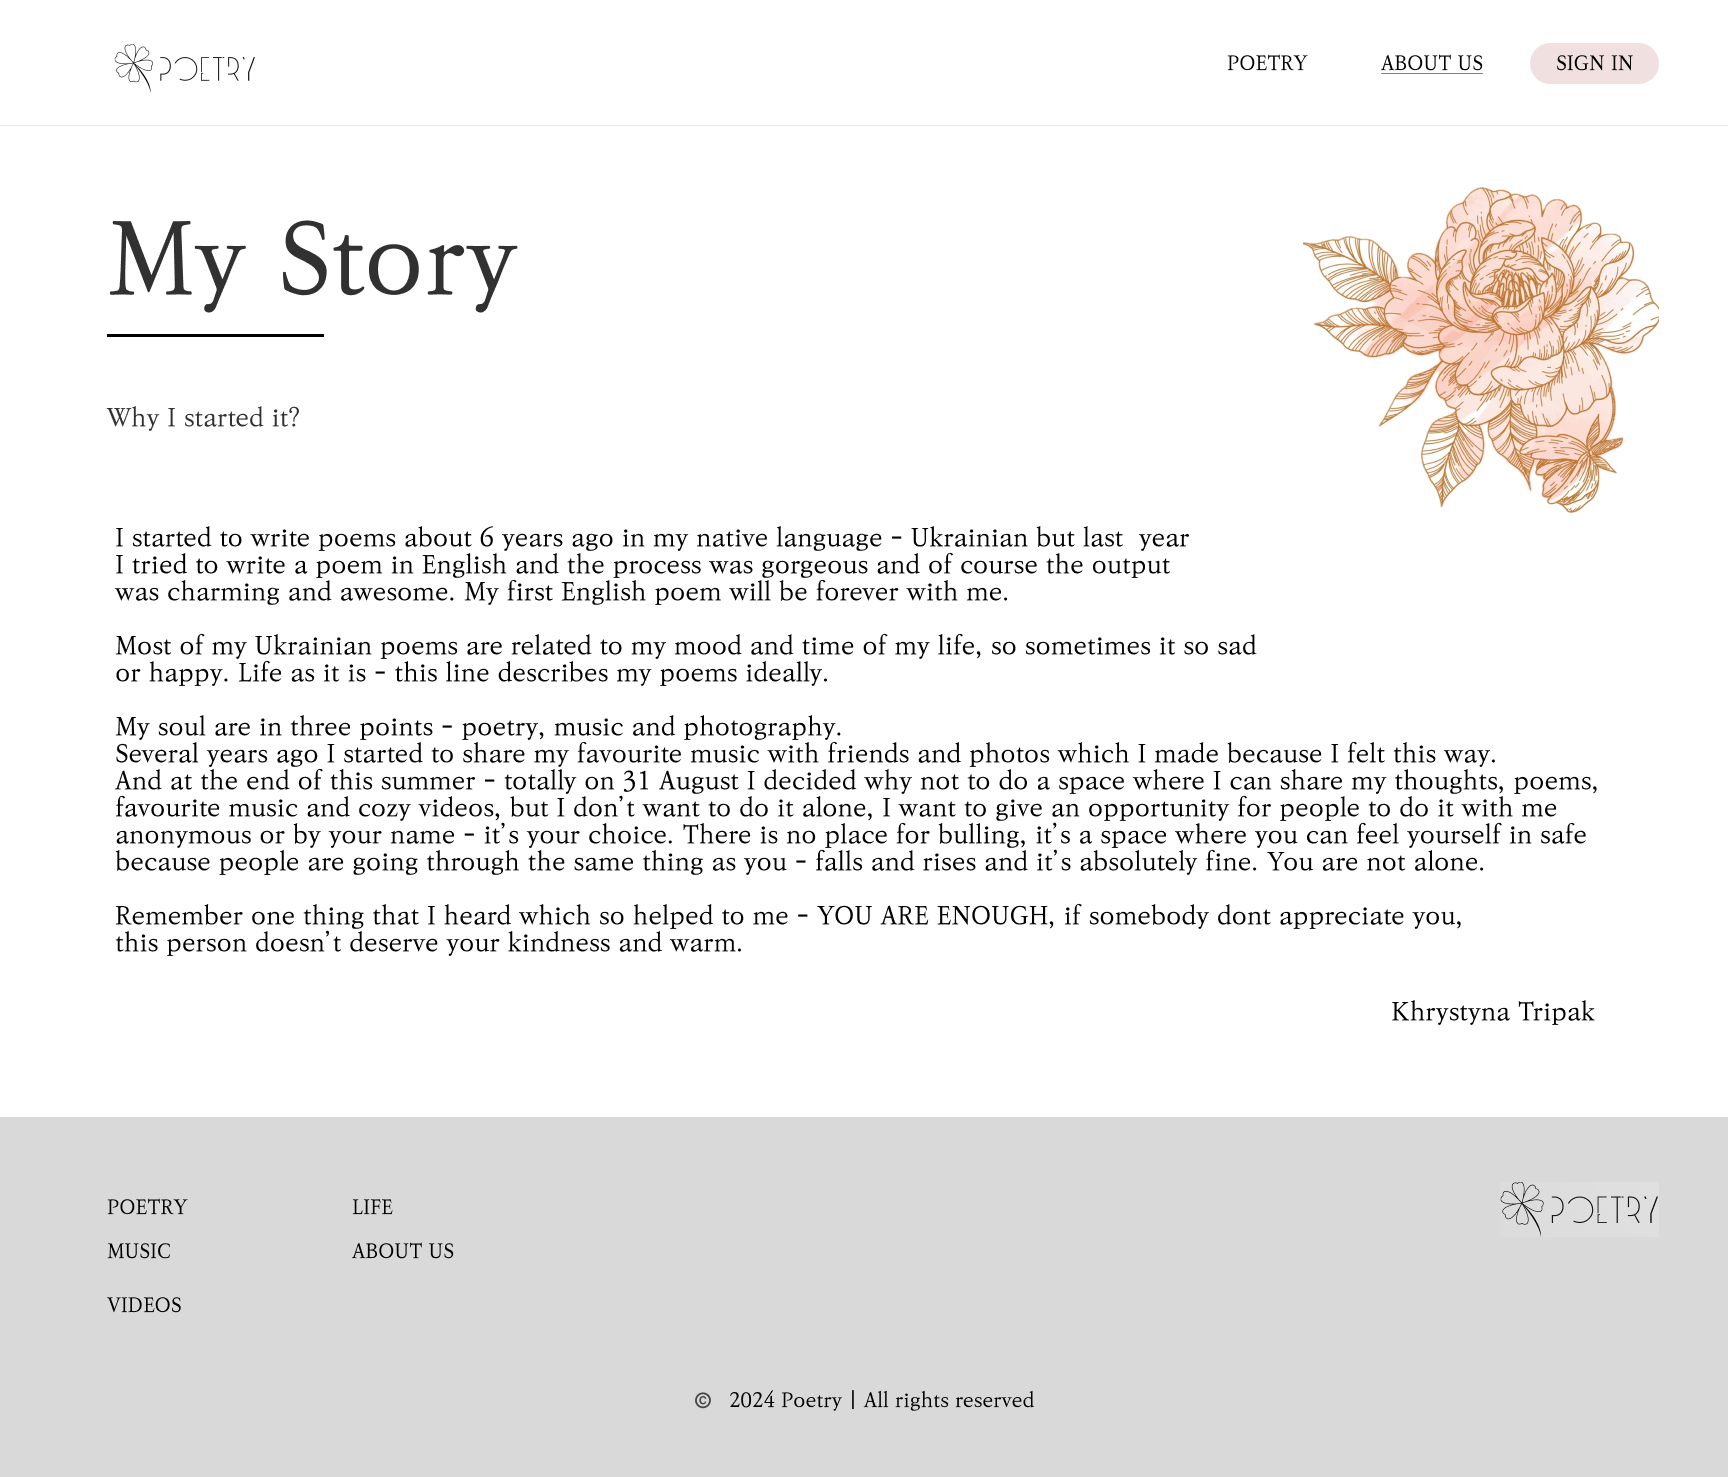 POETRY
POETRY
ABOUT US
SIGN IN
My Story
Why I started it?
I started to write poems about 6 years ago in my native language - Ukrainian but last  year
I tried to write a poem in English and the process was gorgeous and of course the output
was charming and awesome. My first English poem will be forever with me.
Most of my Ukrainian poems are related to my mood and time of my life, so sometimes it so sad
or happy. Life as it is - this line describes my poems ideally.
My soul are in three points - poetry, music and photography.
Several years ago I started to share my favourite music with friends and photos which I made because I felt this way.
And at the end of this summer - totally on 31 August I decided why not to do a space where I can share my thoughts, poems,
favourite music and cozy videos, but I don’t want to do it alone, I want to give an opportunity for people to do it with me
anonymous or by your name - it’s your choice. There is no place for bulling, it’s a space where you can feel yourself in safe
because people are going through the same thing as you - falls and rises and it’s absolutely fine. You are not alone.
Remember one thing that I heard which so helped to me - YOU ARE ENOUGH, if somebody dont appreciate you,
this person doesn’t deserve your kindness and warm.
Khrystyna Tripak
POETRY
LIFE
POETRY
MUSIC
ABOUT US
VIDEOS
© 2024 Poetry | All rights reserved